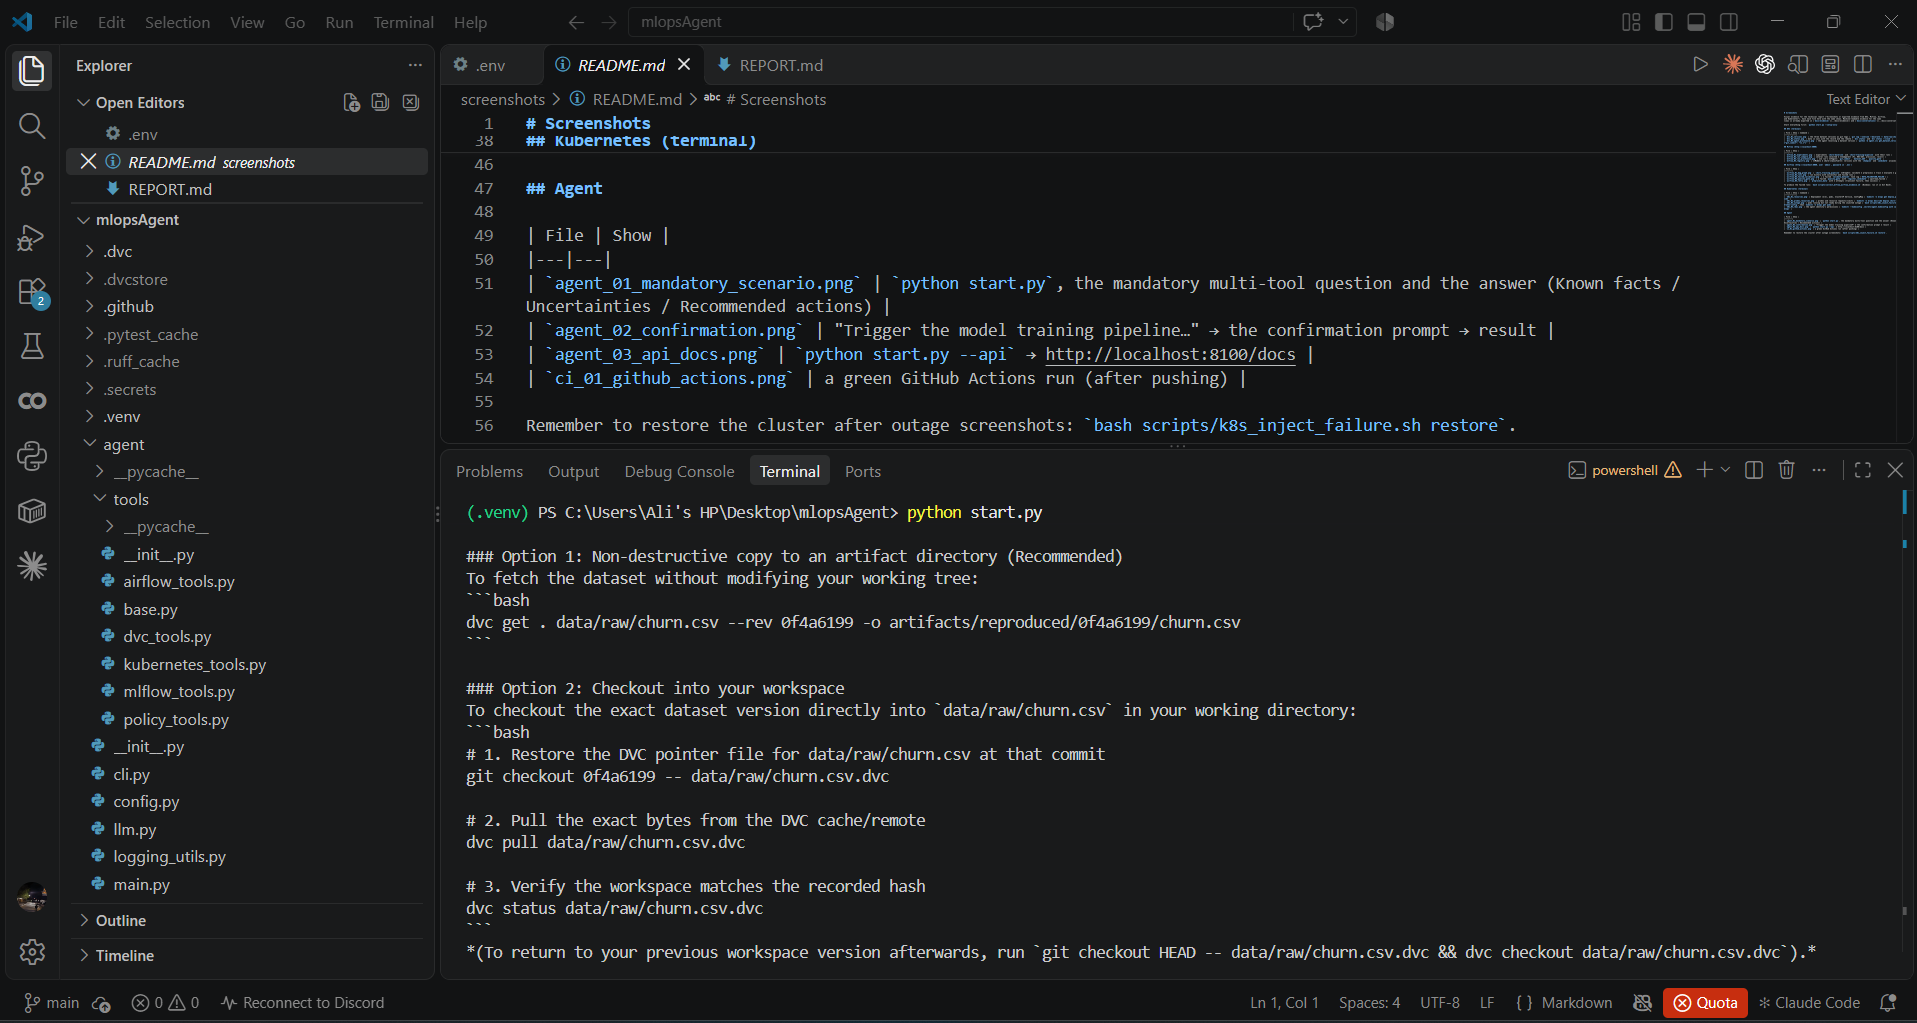 File Edit Selection View Go Run Terminal Help
mlopsAgent
Explorer
Open Editors
.env
README.md screenshots
REPORT.md
mlopsAgent
.dvc
.dvcstore
.github
.pytest_cache
.ruff_cache
.secrets
.venv
agent
__pycache__
tools
__pycache__
__init__.py
airflow_tools.py
base.py
dvc_tools.py
kubernetes_tools.py
mlflow_tools.py
policy_tools.py
__init__.py
cli.py
config.py
llm.py
logging_utils.py
main.py
Outline
Timeline
2
.env
README.md
REPORT.md
screenshots > README.md > abc # Screenshots
Text Editor
1 # Screenshots
38 ## Kubernetes (terminal)
46
47 ## Agent
48
49 | File | Show |
50 |---|---|
51 | `agent_01_mandatory_scenario.png` | `python start.py`, the mandatory multi-tool question and the answer (Known facts /
Uncertainties / Recommended actions) |
52 | `agent_02_confirmation.png` | "Trigger the model training pipeline…" → the confirmation prompt → result |
53 | `agent_03_api_docs.png` | `python start.py --api` → http://localhost:8100/docs |
54 | `ci_01_github_actions.png` | a green GitHub Actions run (after pushing) |
55
56 Remember to restore the cluster after outage screenshots: `bash scripts/k8s_inject_failure.sh restore`.
Problems Output Debug Console Terminal Ports
powershell
(.venv) PS C:\Users\Ali's HP\Desktop\mlopsAgent> python start.py
### Option 1: Non-destructive copy to an artifact directory (Recommended)
To fetch the dataset without modifying your working tree:
```bash
dvc get . data/raw/churn.csv --rev 0f4a6199 -o artifacts/reproduced/0f4a6199/churn.csv
```
### Option 2: Checkout into your workspace
To checkout the exact dataset version directly into `data/raw/churn.csv` in your working directory:
```bash
# 1. Restore the DVC pointer file for data/raw/churn.csv at that commit
git checkout 0f4a6199 -- data/raw/churn.csv.dvc
# 2. Pull the exact bytes from the DVC cache/remote
dvc pull data/raw/churn.csv.dvc
# 3. Verify the workspace matches the recorded hash
dvc status data/raw/churn.csv.dvc
```
*(To return to your previous workspace version afterwards, run `git checkout HEAD -- data/raw/churn.csv.dvc && dvc checkout data/raw/churn.csv.dvc`).*
main 0 0 Reconnect to Discord
Ln 1, Col 1 Spaces: 4 UTF-8 LF { } Markdown Quota Claude Code